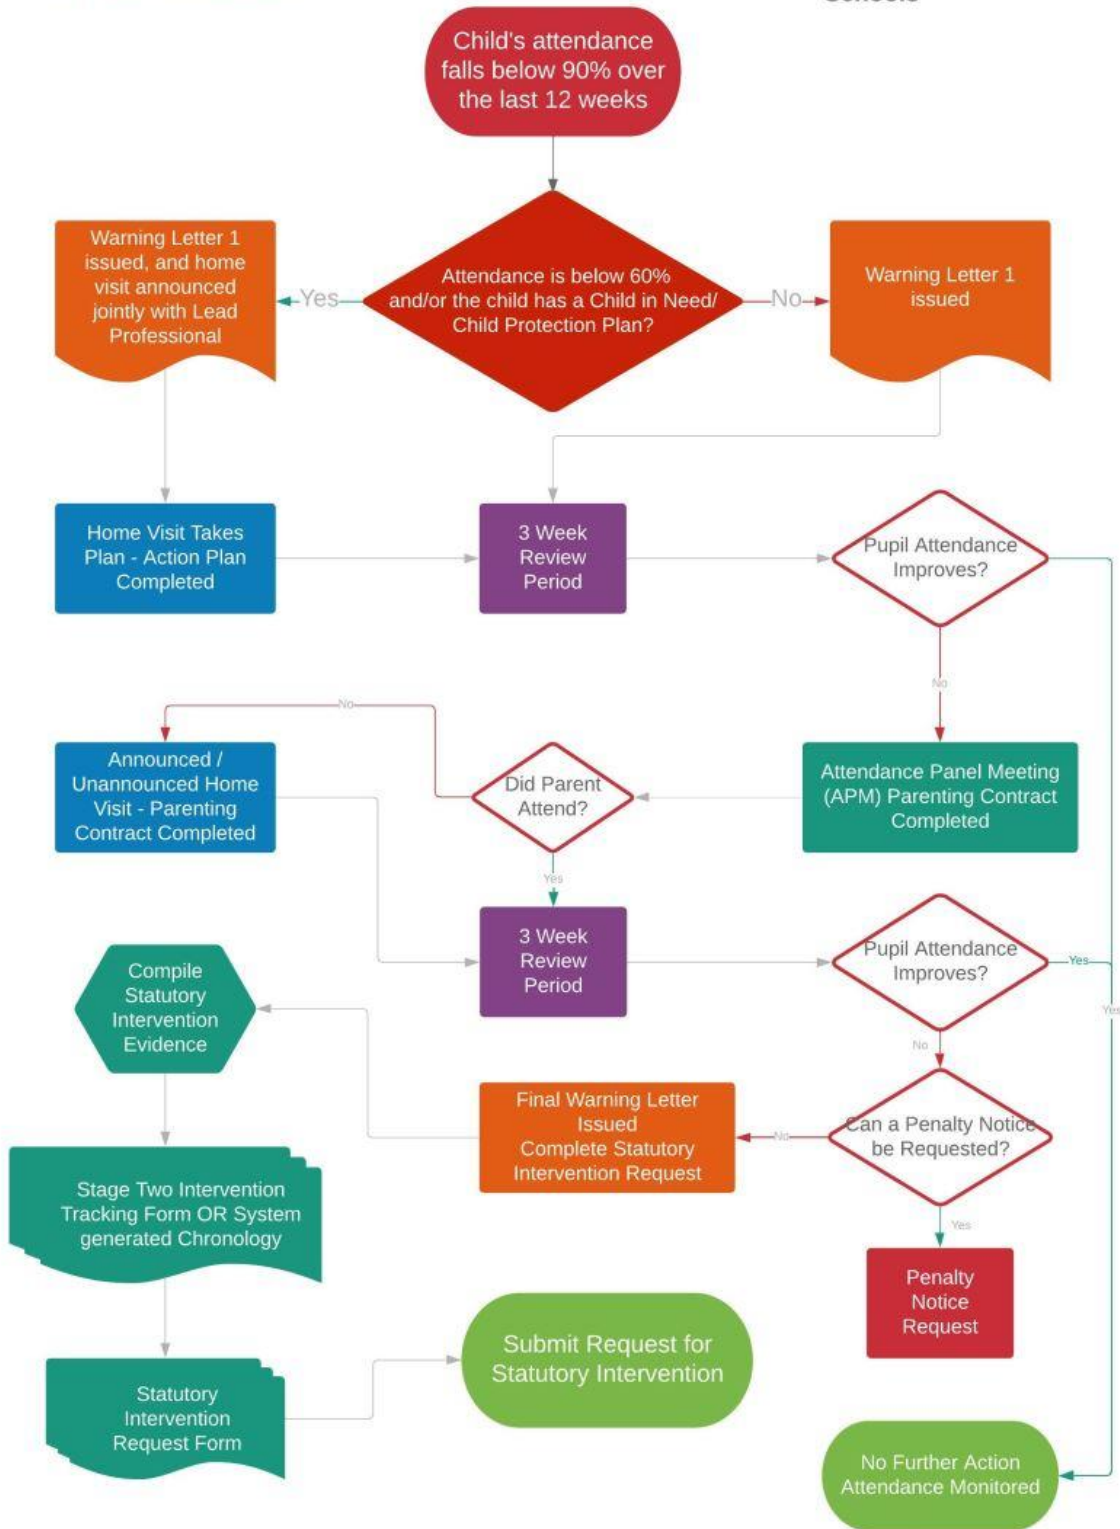 Child's attendance
falls below 90% over
the last 12 weeks
Warning Letter 1
issued, and home
visit announced
jointly with Lead
Professional
Yes
Attendance is below 60%
and/or the child has a Child in Need/
Child Protection Plan?
No
Warning Letter 1
issued
Home Visit Takes
Plan - Action Plan
Completed
3 Week
Review
Period
Pupil Attendance
Improves?
No
No
Announced /
Unannounced Home
Visit - Parenting
Contract Completed
Did Parent
Attend?
Attendance Panel Meeting
(APM) Parenting Contract
Completed
Yes
3 Week
Review
Period
Pupil Attendance
Improves?
Yes
Yes
Compile
Statutory
Intervention
Evidence
No
Final Warning Letter
Issued
Complete Statutory
Intervention Request
No
Can a Penalty Notice
be Requested?
Yes
Stage Two Intervention
Tracking Form OR System
generated Chronology
Penalty
Notice
Request
Submit Request for
Statutory Intervention
Statutory
Intervention
Request Form
No Further Action
Attendance Monitored